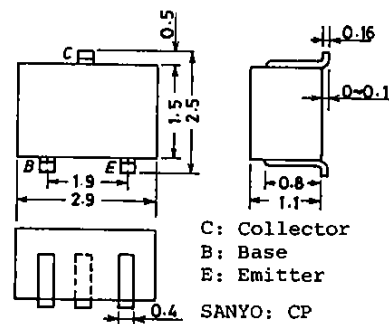 C
0.5
0.16
1.5
2.5
0~0.1
B
E
1.9
2.9
0.8
1.1
C: Collector
B: Base
E: Emitter
0.4
SANYO: CP